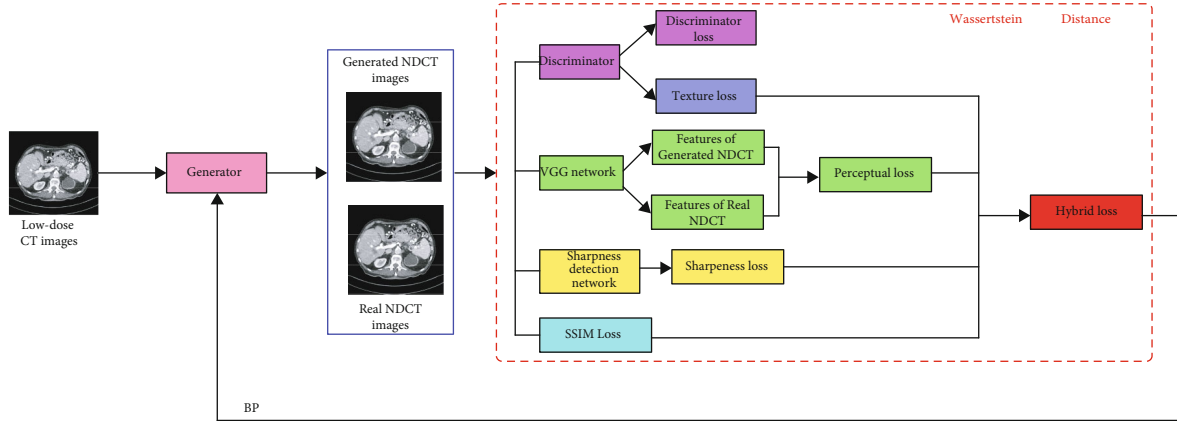 Low-dose
CT images
Generator
Generated NDCT
images
Real NDCT
images
Wassertstein Distance
Discriminator
Discriminator
loss
Texture loss
VGG network
Features of
Generated NDCT
Features of Real
NDCT
Perceptual loss
Sharpness
detection
network
Sharpeness loss
SSIM Loss
Hybrid loss
BP